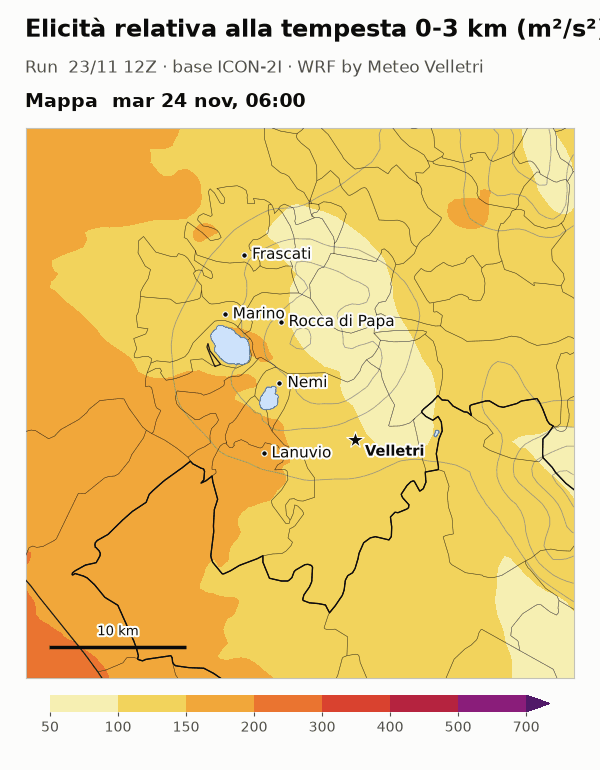 Elicità relativa alla tempesta 0-3 km (m²/s²)
Run  23/11 12Z · base ICON-2I · WRF by Meteo Velletri
Mappa  mar 24 nov, 06:00
Frascati
Marino
Rocca di Papa
Nemi
Lanuvio
Velletri
10 km
50 100 150 200 300 400 500 700